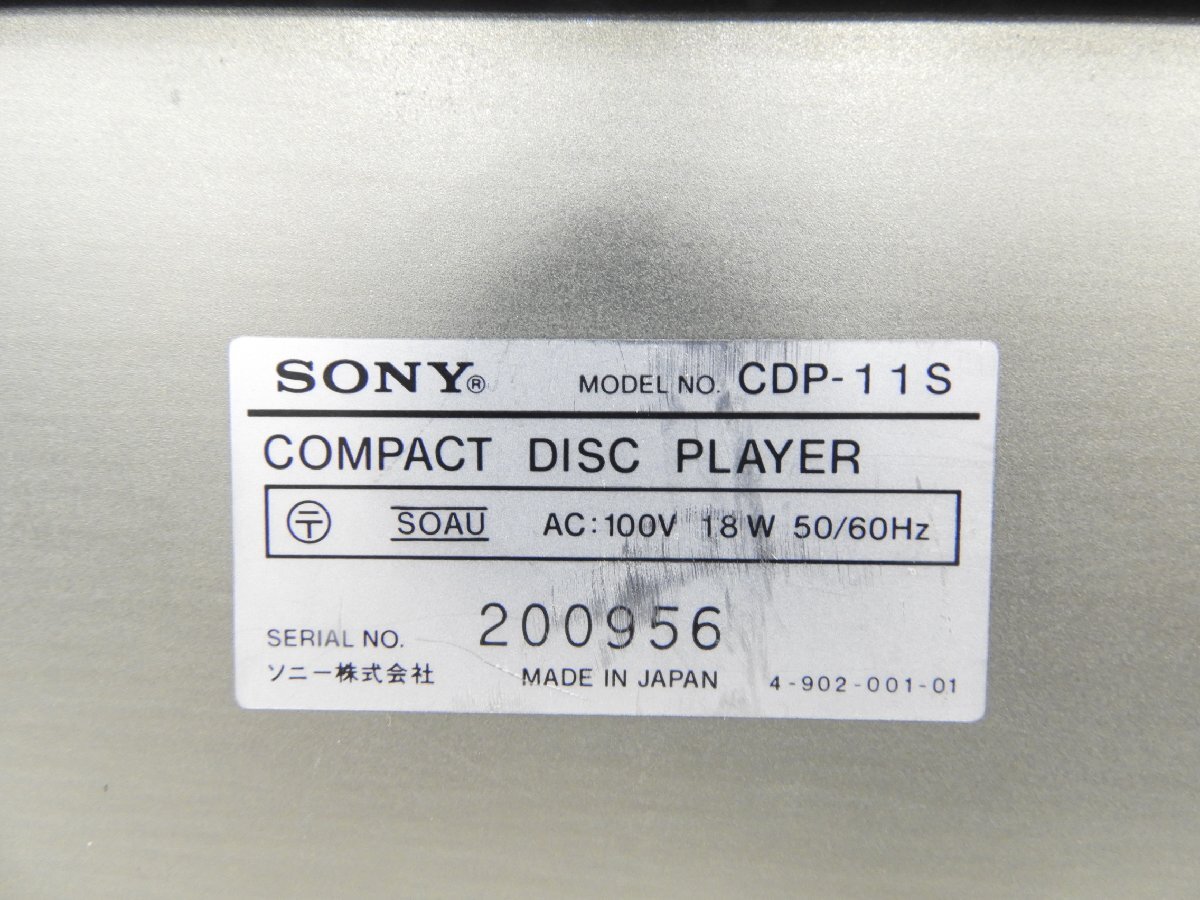 SONY® MODEL NO. CDP-11S
COMPACT DISC PLAYER
〒 SOAU AC:100V 18W 50/60Hz
SERIAL NO. 200956
ソニー株式会社 MADE IN JAPAN 4-902-001-01